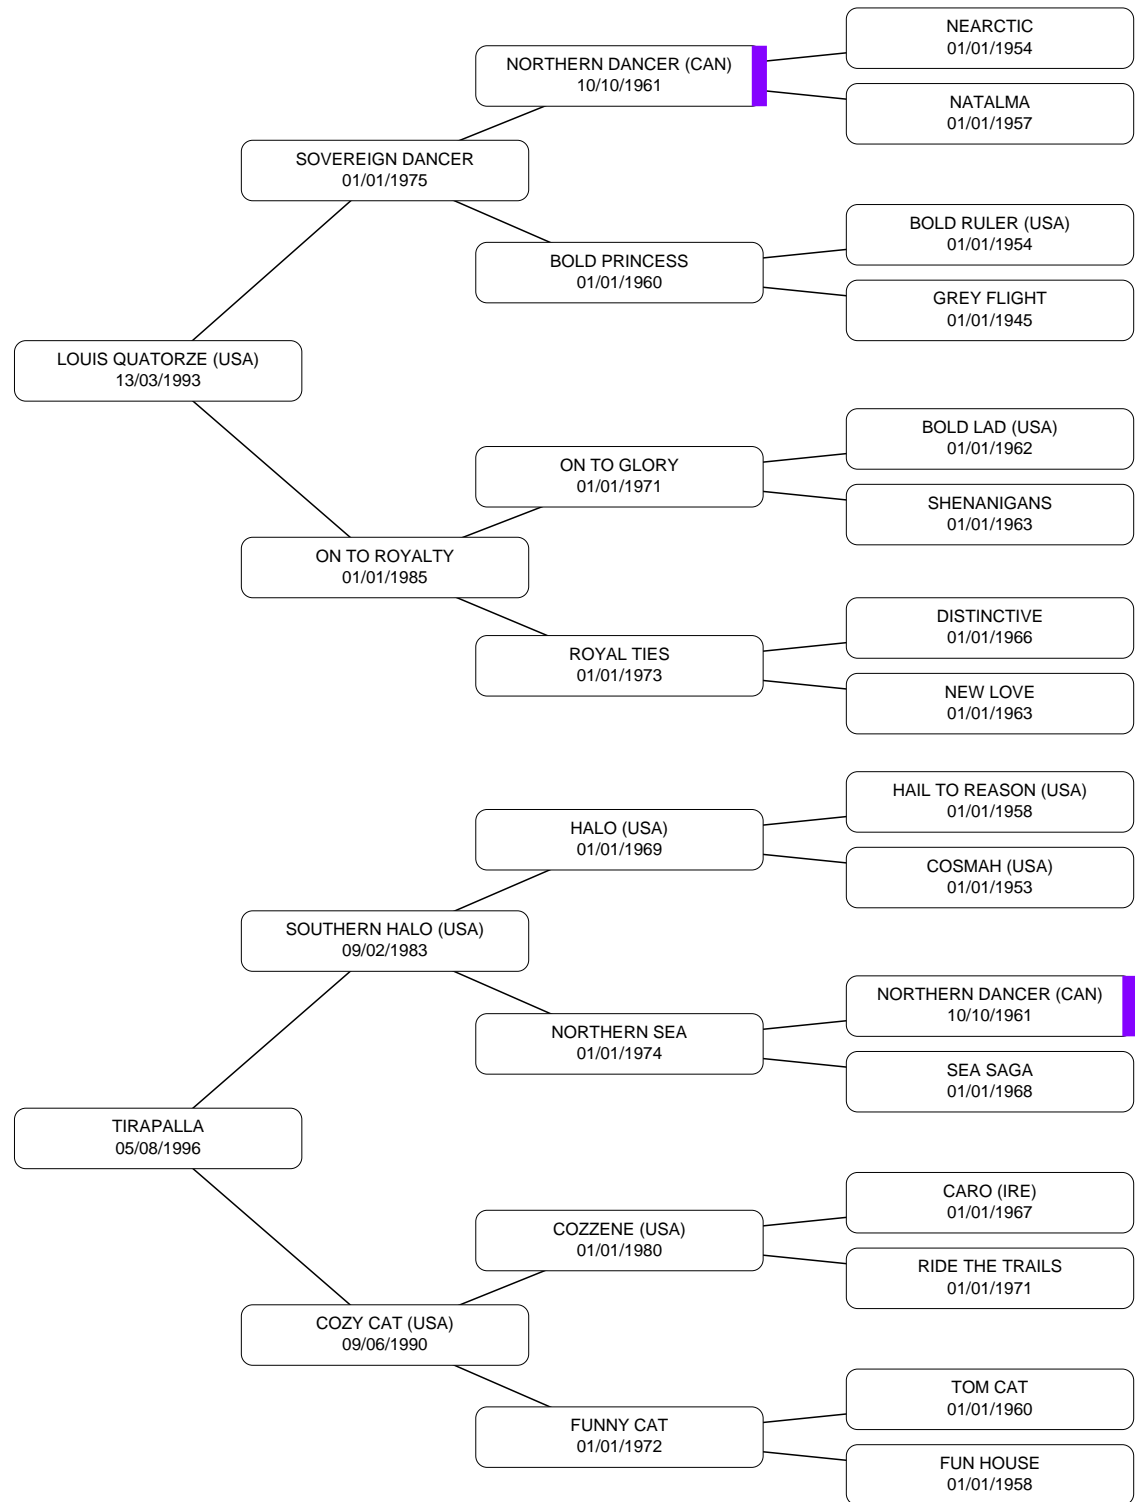 NEARCTIC
01/01/1954
NORTHERN DANCER (CAN)
10/10/1961
NATALMA
01/01/1957
SOVEREIGN DANCER
01/01/1975
BOLD RULER (USA)
01/01/1954
BOLD PRINCESS
01/01/1960
GREY FLIGHT
01/01/1945
LOUIS QUATORZE (USA)
13/03/1993
BOLD LAD (USA)
01/01/1962
ON TO GLORY
01/01/1971
SHENANIGANS
01/01/1963
ON TO ROYALTY
01/01/1985
DISTINCTIVE
01/01/1966
ROYAL TIES
01/01/1973
NEW LOVE
01/01/1963
HAIL TO REASON (USA)
01/01/1958
HALO (USA)
01/01/1969
COSMAH (USA)
01/01/1953
SOUTHERN HALO (USA)
09/02/1983
NORTHERN DANCER (CAN)
10/10/1961
NORTHERN SEA
01/01/1974
SEA SAGA
01/01/1968
TIRAPALLA
05/08/1996
CARO (IRE)
01/01/1967
COZZENE (USA)
01/01/1980
RIDE THE TRAILS
01/01/1971
COZY CAT (USA)
09/06/1990
TOM CAT
01/01/1960
FUNNY CAT
01/01/1972
FUN HOUSE
01/01/1958